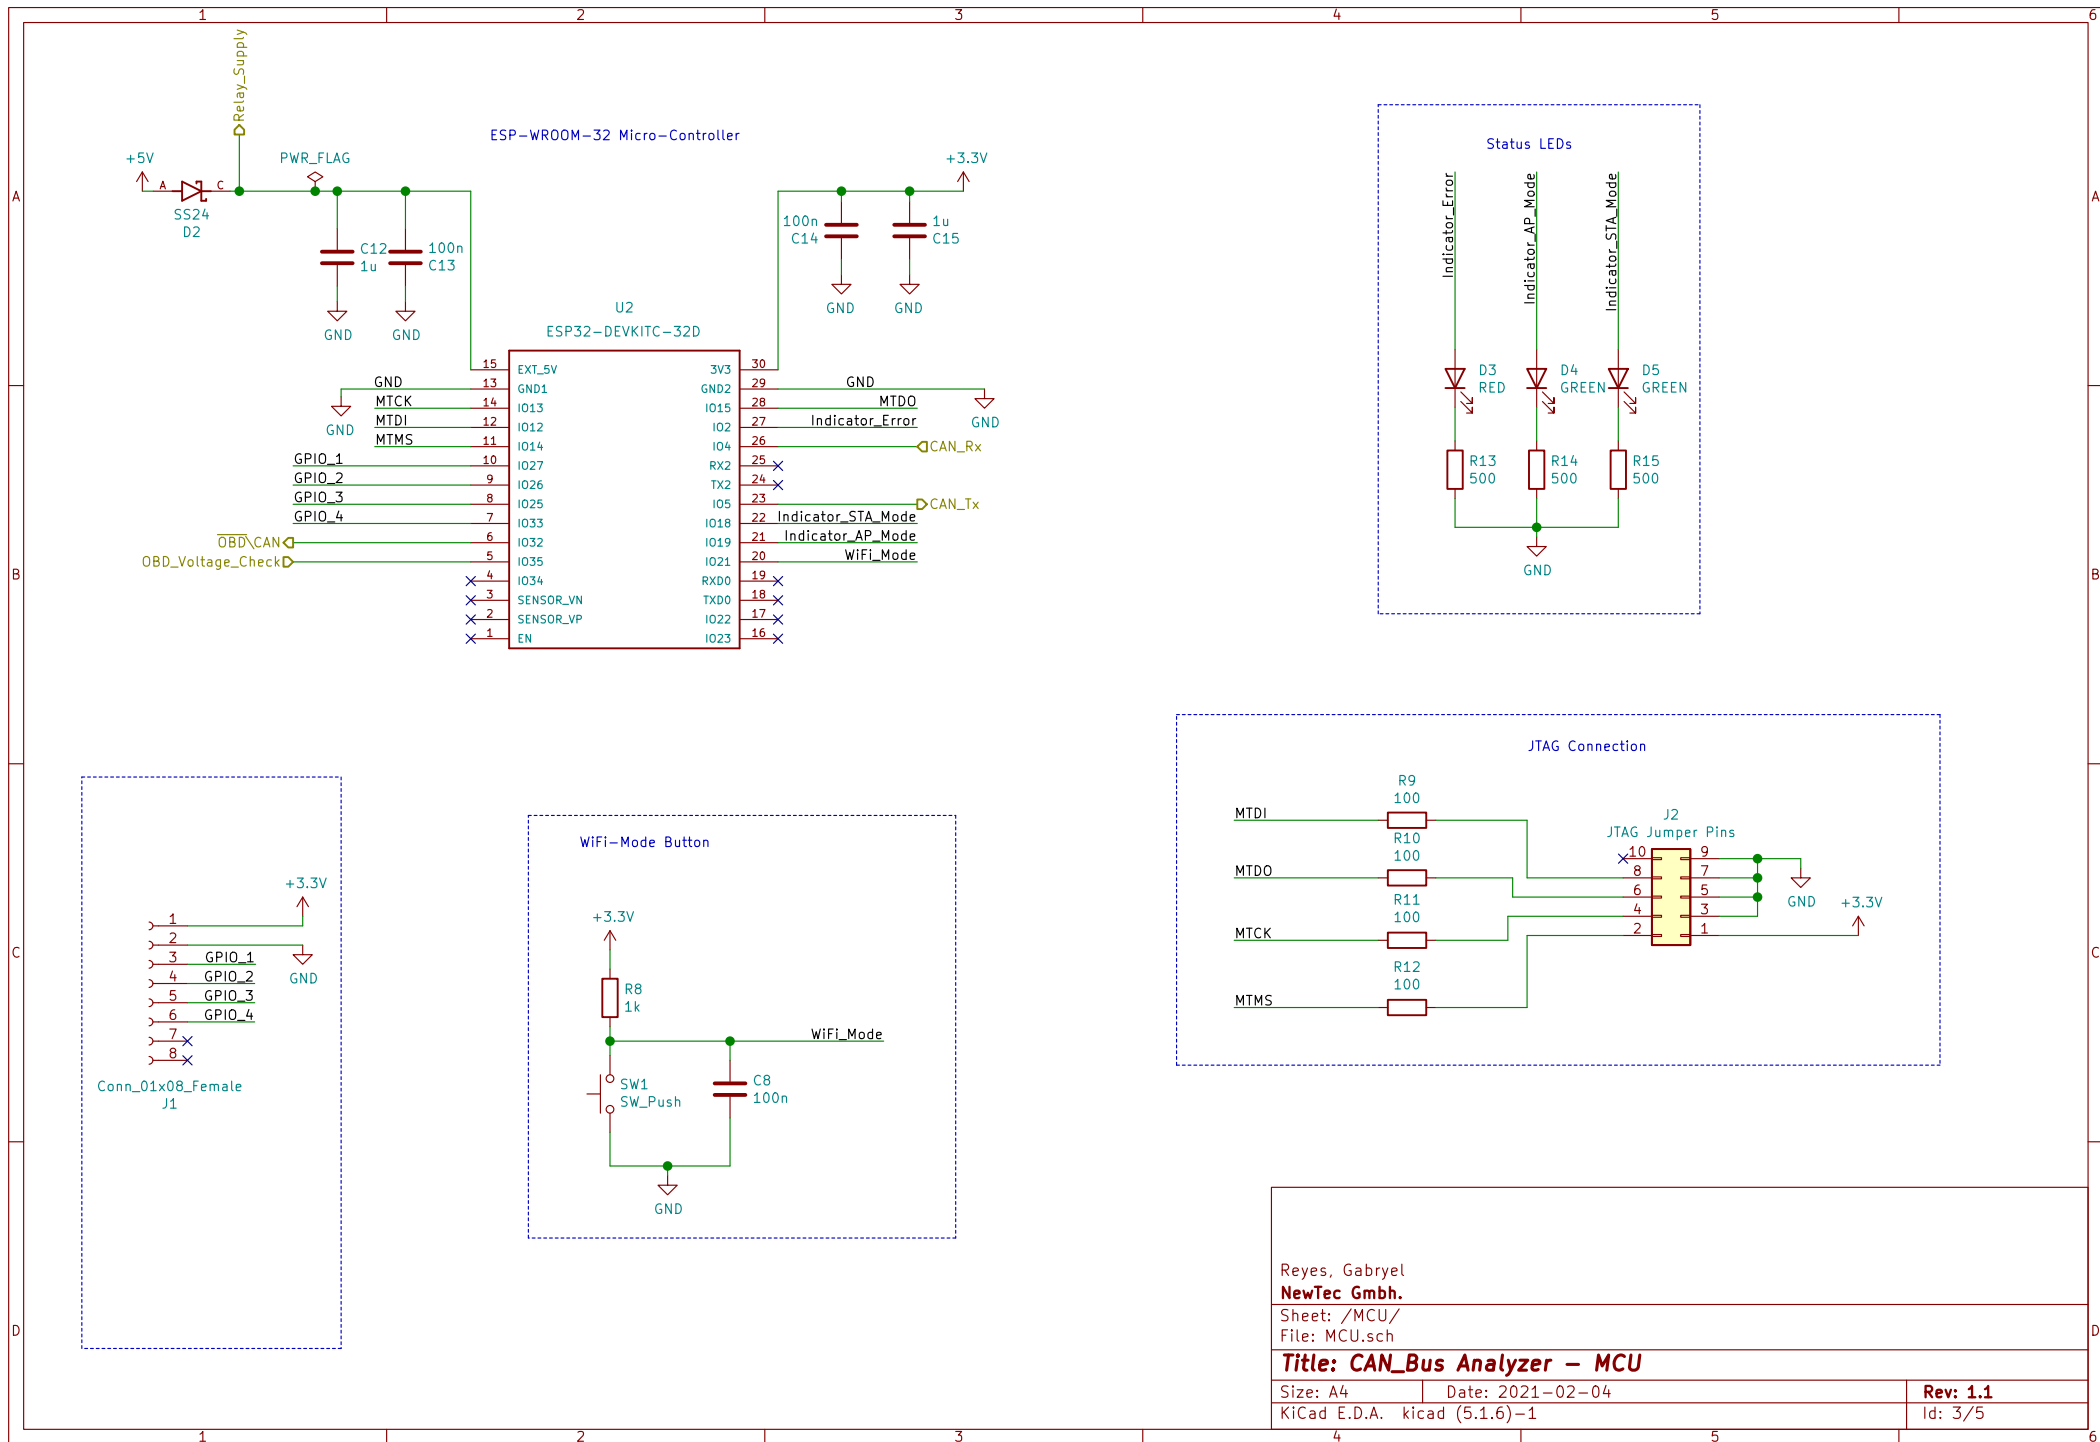 1 2 3 4 5 6
A
B
C
D
A
B
C
D
1 2 3 4 5 6
Relay_Supply
+5V
A
C
SS24
D2
PWR_FLAG
C12
1u
100n
C13
GND
GND
ESP-WROOM-32 Micro-Controller
+3.3V
100n
C14
1u
C15
GND
GND
U2
ESP32-DEVKITC-32D
15 EXT_5V
GND 13 GND1
MTCK 14 IO13
MTDI 12 IO12
MTMS 11 IO14
GPIO_1 10 IO27
GPIO_2 9 IO26
GPIO_3 8 IO25
GPIO_4 7 IO33
OBD\CAN 6 IO32
OBD_Voltage_Check 5 IO35
4 IO34
3 SENSOR_VN
2 SENSOR_VP
1 EN
GND
3V3 30
GND2 29 GND
IO15 28 MTDO
IO2 27 Indicator_Error
IO4 26 CAN_Rx
RX2 25
TX2 24
IO5 23 CAN_Tx
IO18 22 Indicator_STA_Mode
IO19 21 Indicator_AP_Mode
IO21 20 WiFi_Mode
RXD0 19
TXD0 18
IO22 17
IO23 16
GND
Status LEDs
Indicator_Error
Indicator_AP_Mode
Indicator_STA_Mode
D3
RED
D4
GREEN
D5
GREEN
R13
500
R14
500
R15
500
GND
+3.3V
1
2
3 GPIO_1
4 GPIO_2
5 GPIO_3
6 GPIO_4
7
8
GND
Conn_01x08_Female
J1
WiFi-Mode Button
+3.3V
R8
1k
WiFi_Mode
SW1
SW_Push
C8
100n
GND
JTAG Connection
R9
100
MTDI
R10
100
MTDO
R11
100
MTCK
R12
100
MTMS
J2
JTAG Jumper Pins
10 9
8 7
6 5
4 3
2 1
GND
+3.3V
Reyes, Gabryel
NewTec Gmbh.
Sheet: /MCU/
File: MCU.sch
Title: CAN_Bus Analyzer - MCU
Size: A4 Date: 2021-02-04 Rev: 1.1
KiCad E.D.A. kicad (5.1.6)-1 Id: 3/5